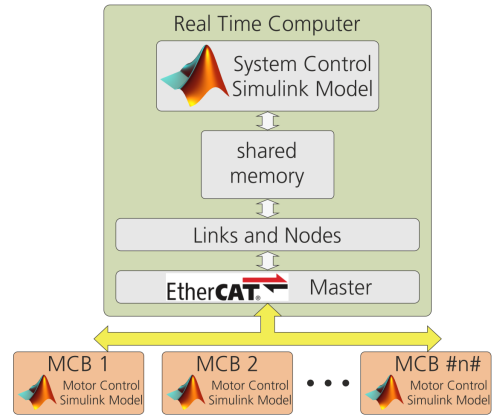 Real Time Computer
System Control
Simulink Model
shared
memory
Links and Nodes
EtherCAT® Master
MCB 1
Motor Control
Simulink Model
MCB 2
Motor Control
Simulink Model
• • •
MCB #n#
Motor Control
Simulink Model